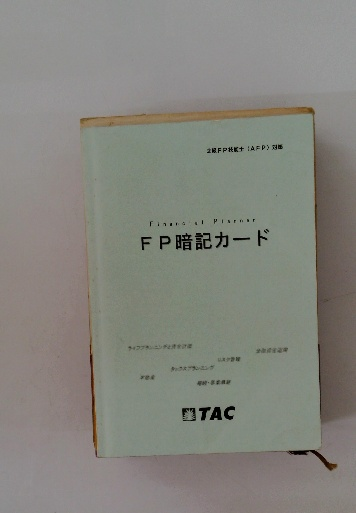 2級FP技能士(AFP)対応
Financial Planner
FP暗記カード
ライフプランニングと資金計画
金融資産運用
リスク管理
タックスプランニング
不動産
相続・事業承継
TAC